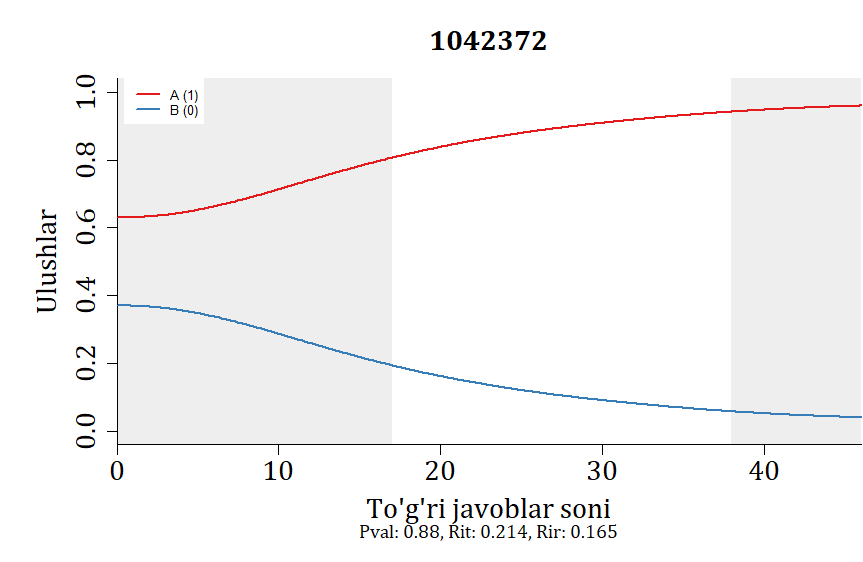 1042372
A (1)
B (0)
Ulushlar
1.0
0.8
0.6
0.4
0.2
0.0
0 10 20 30 40
To'g'ri javoblar soni
Pval: 0.88, Rit: 0.214, Rir: 0.165